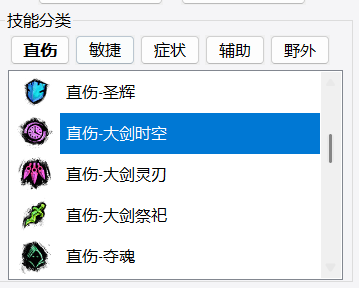 技能分类
直伤 敏捷 症状 辅助 野外
直伤-圣辉
直伤-大剑时空
直伤-大剑灵刃
直伤-大剑祭祀
直伤-夺魂